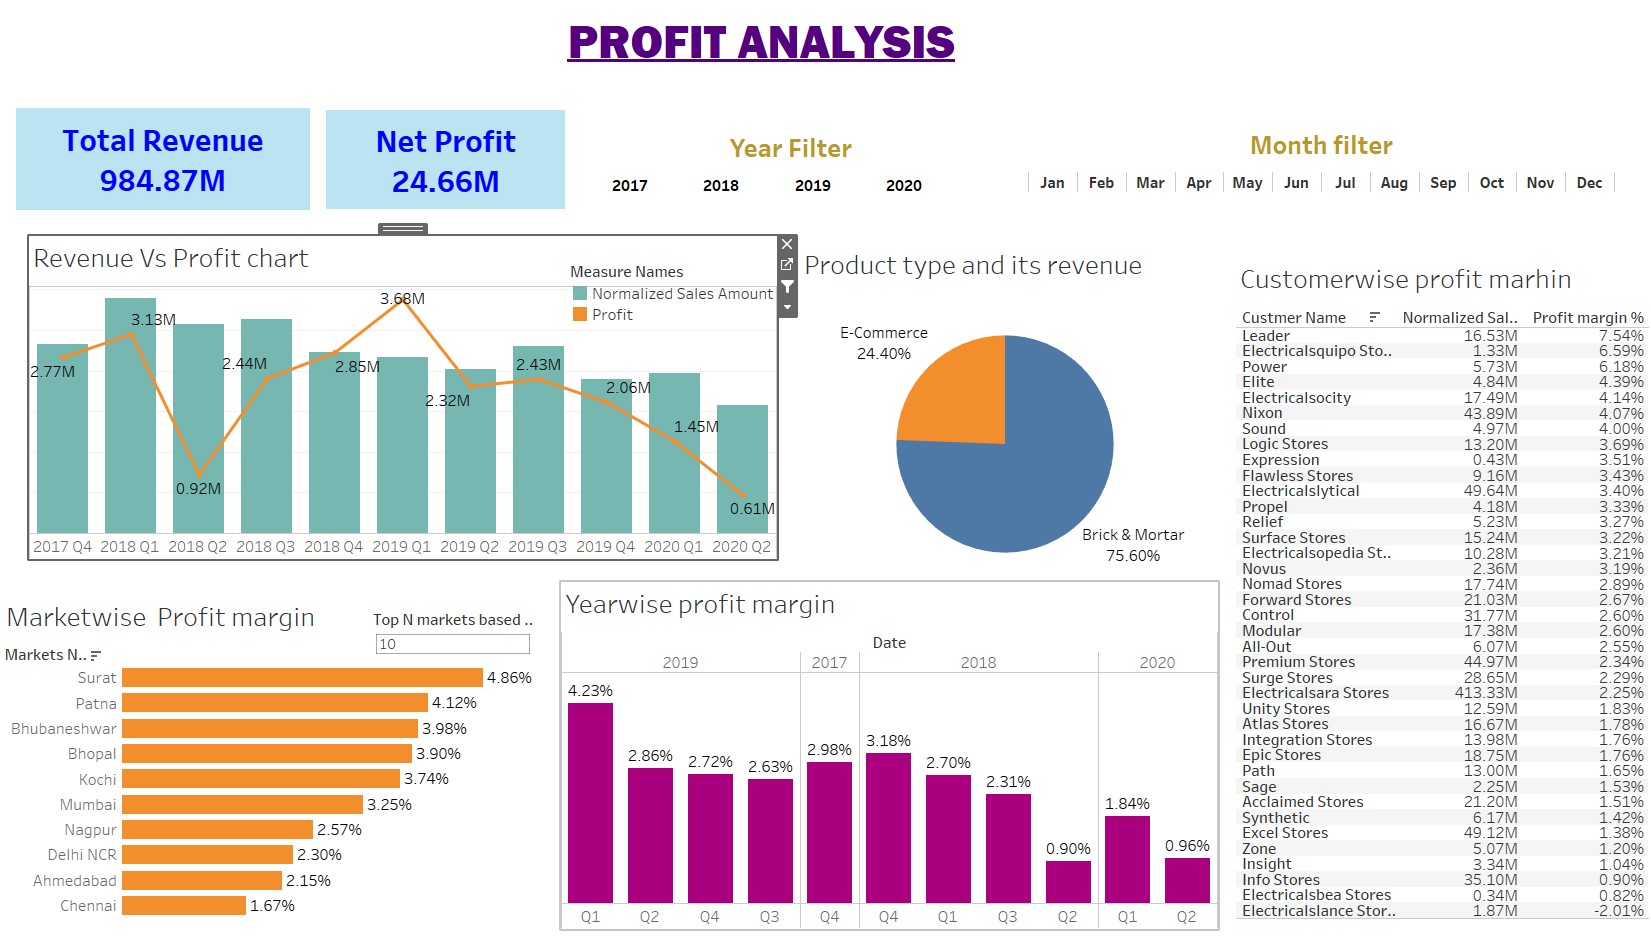 PROFIT ANALYSIS
Total Revenue
984.87M
Net Profit
24.66M
Year Filter
2017 2018 2019 2020
Month filter
Jan Feb Mar Apr May Jun Jul Aug Sep Oct Nov Dec
Revenue Vs Profit chart
Measure Names
Normalized Sales Amount
Profit
2.77M
3.13M
0.92M
2.44M
2.85M
3.68M
2.32M
2.43M
2.06M
1.45M
0.61M
2017 Q4 2018 Q1 2018 Q2 2018 Q3 2018 Q4 2019 Q1 2019 Q2 2019 Q3 2019 Q4 2020 Q1 2020 Q2
Product type and its revenue
E-Commerce
24.40%
Brick & Mortar
75.60%
Marketwise Profit margin
Top N markets based ..
10
Markets N..
Surat 4.86%
Patna 4.12%
Bhubaneshwar 3.98%
Bhopal 3.90%
Kochi 3.74%
Mumbai 3.25%
Nagpur 2.57%
Delhi NCR 2.30%
Ahmedabad 2.15%
Chennai 1.67%
Yearwise profit margin
Date
2019 2017 2018 2020
4.23% 2.86% 2.72% 2.63% 2.98% 3.18% 2.70% 2.31% 0.90% 1.84% 0.96%
Q1 Q2 Q4 Q3 Q4 Q4 Q1 Q3 Q2 Q1 Q2
Customerwise profit marhin
Custmer Name Normalized Sal.. Profit margin %
Leader 16.53M 7.54%
Electricalsquipo Sto.. 1.33M 6.59%
Power 5.73M 6.18%
Elite 4.84M 4.39%
Electricalsocity 17.49M 4.14%
Nixon 43.89M 4.07%
Sound 4.97M 4.00%
Logic Stores 13.20M 3.69%
Expression 0.43M 3.51%
Flawless Stores 9.16M 3.43%
Electricalslytical 49.64M 3.40%
Propel 4.18M 3.33%
Relief 5.23M 3.27%
Surface Stores 15.24M 3.22%
Electricalsopedia St.. 10.28M 3.21%
Novus 2.36M 3.19%
Nomad Stores 17.74M 2.89%
Forward Stores 21.03M 2.67%
Control 31.77M 2.60%
Modular 17.38M 2.60%
All-Out 6.07M 2.55%
Premium Stores 44.97M 2.34%
Surge Stores 28.65M 2.29%
Electricalsara Stores 413.33M 2.25%
Unity Stores 12.59M 1.83%
Atlas Stores 16.67M 1.78%
Integration Stores 13.98M 1.76%
Epic Stores 18.75M 1.76%
Path 13.00M 1.65%
Sage 2.25M 1.53%
Acclaimed Stores 21.20M 1.51%
Synthetic 6.17M 1.42%
Excel Stores 49.12M 1.38%
Zone 5.07M 1.20%
Insight 3.34M 1.04%
Info Stores 35.10M 0.90%
Electricalsbea Stores 0.34M 0.82%
Electricalslance Stor.. 1.87M -2.01%